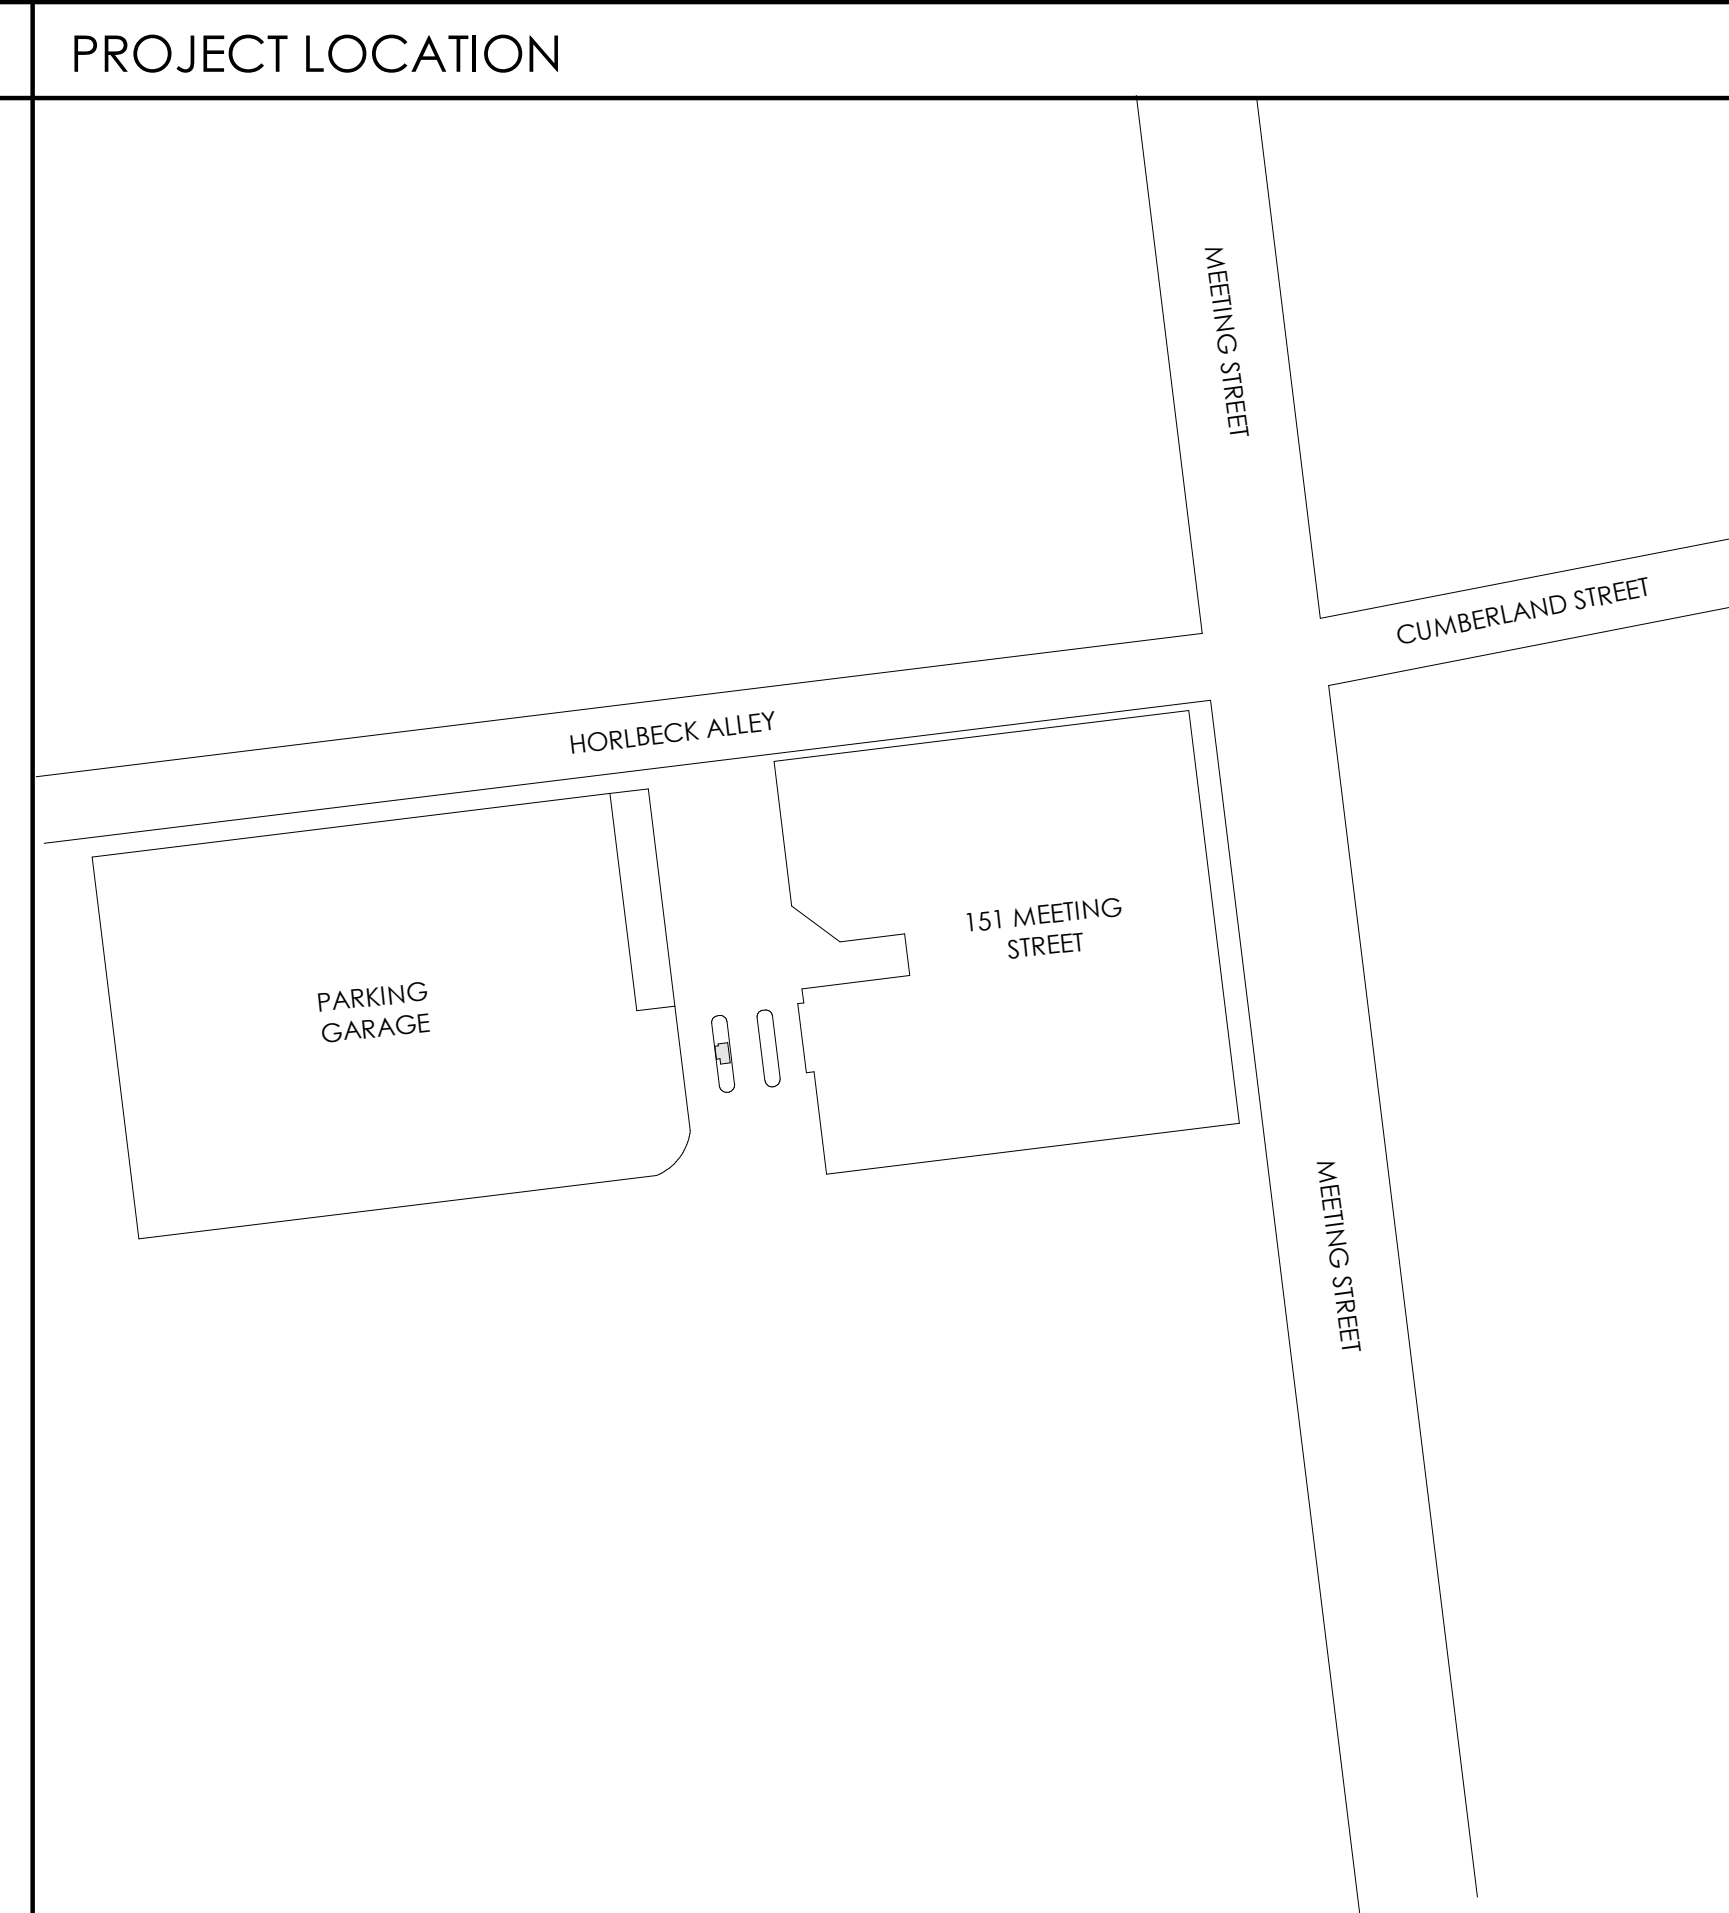 PROJECT LOCATION
MEETING STREET
CUMBERLAND STREET
HORLBECK ALLEY
151 MEETING
STREET
PARKING
GARAGE
MEETING STREET